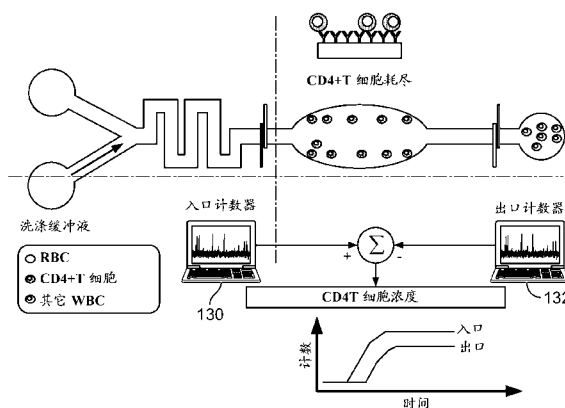 CD4+T 细胞耗尽
洗涤缓冲液
入口计数器
出口计数器
RBC
CD4+T 细胞
其它 WBC
130
+
Σ
-
132
CD4T 细胞浓度
计数
入口
出口
时间